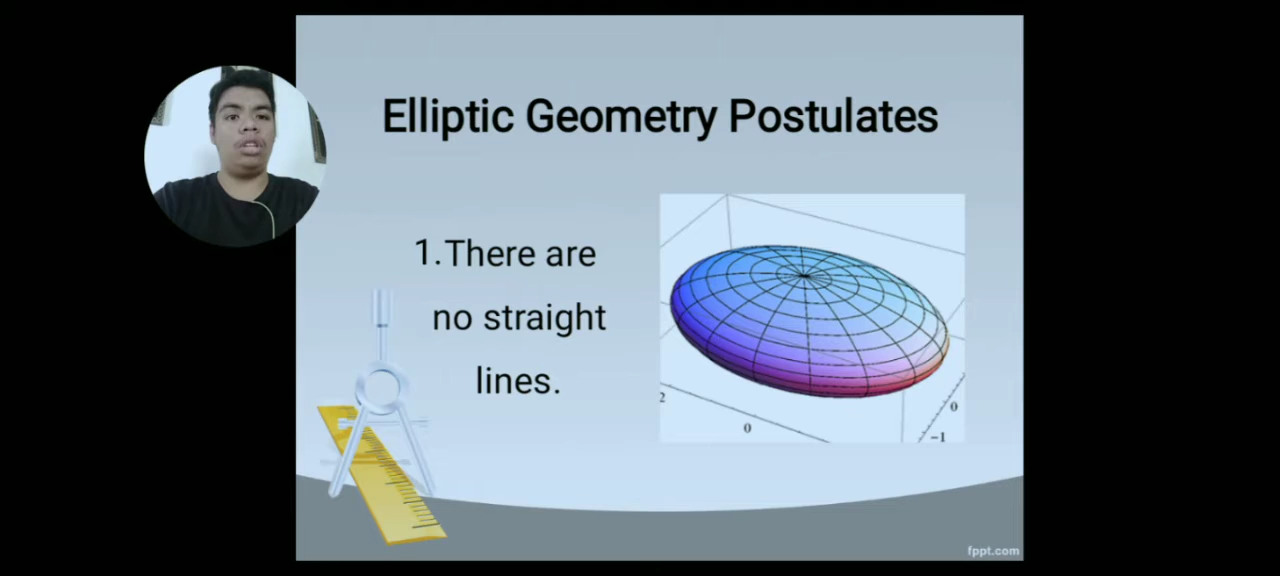 Elliptic Geometry Postulates
1.There are
no straight
lines.
2
0
0
−1
fppt.com